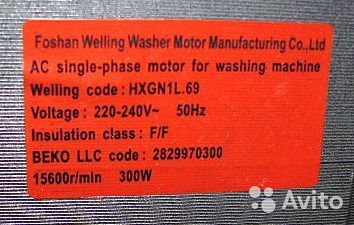 Foshan Welling Washer Motor Manufacturing Co.,Ltd
AC single-phase motor for washing machine
Welling code : HXGN1L.69
Voltage : 220-240V~ 50Hz
Insulation class : F/F
BEKO LLC code : 2829970300
15600r/min 300W
Avito